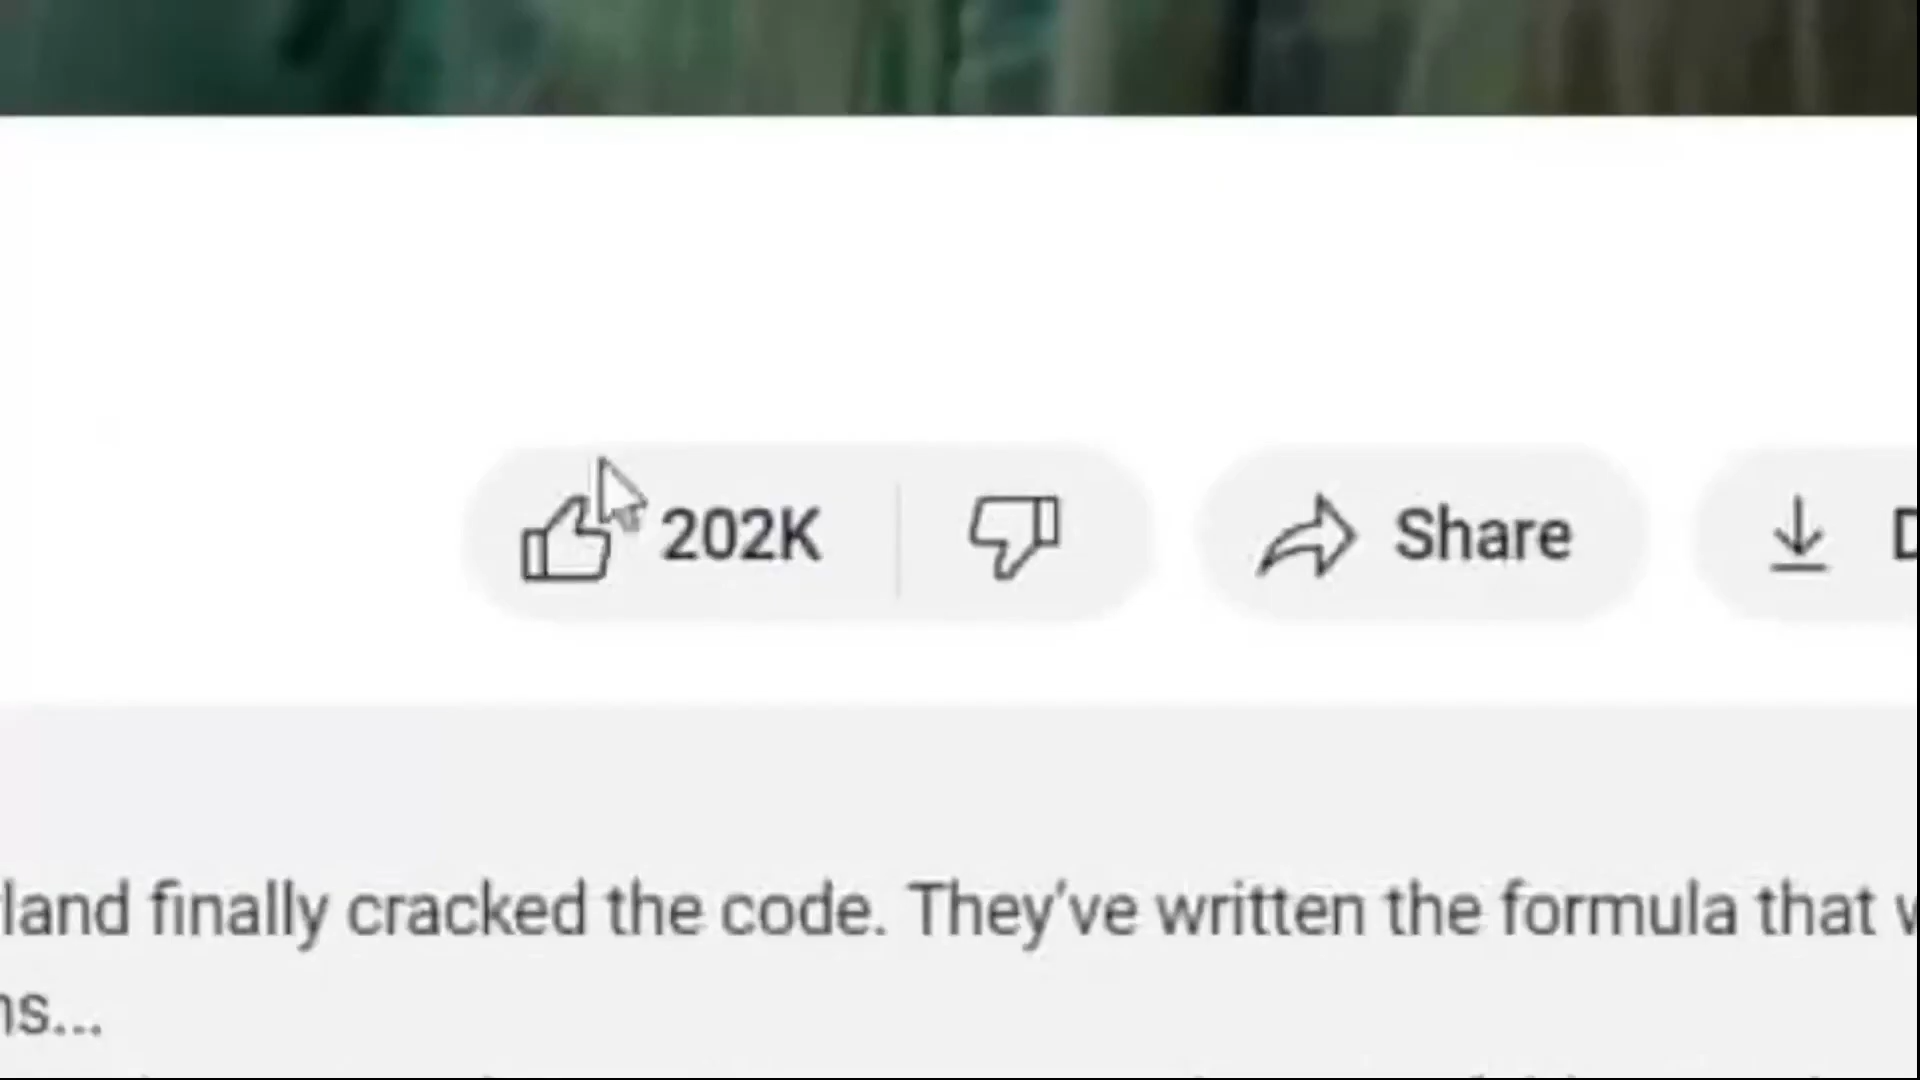 202K Share
land finally cracked the code. They've written the formula that
...